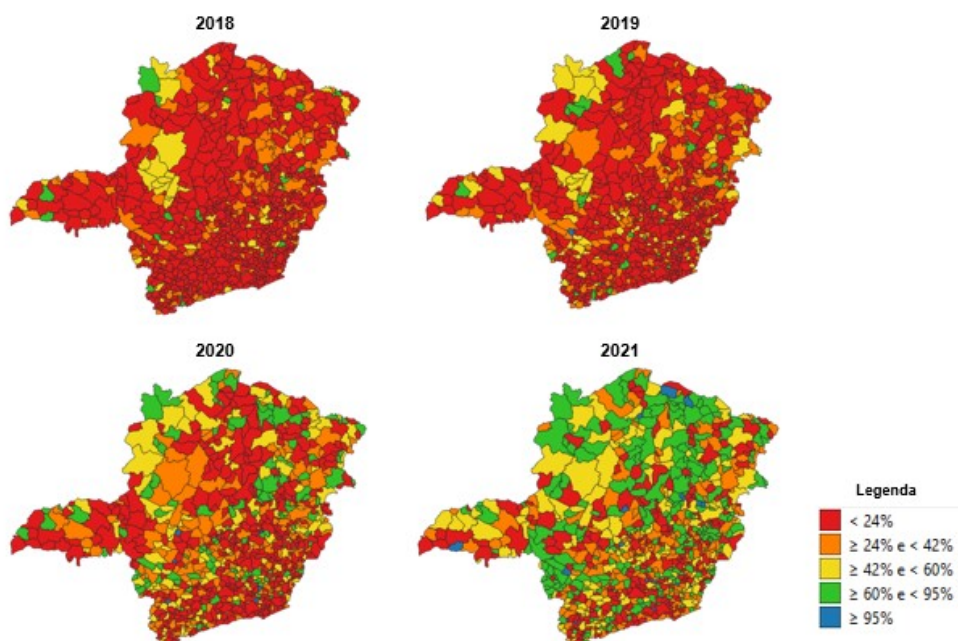 2018
2019
2020
2021
Legenda
< 24%
≥ 24% e < 42%
≥ 42% e < 60%
≥ 60% e < 95%
≥ 95%